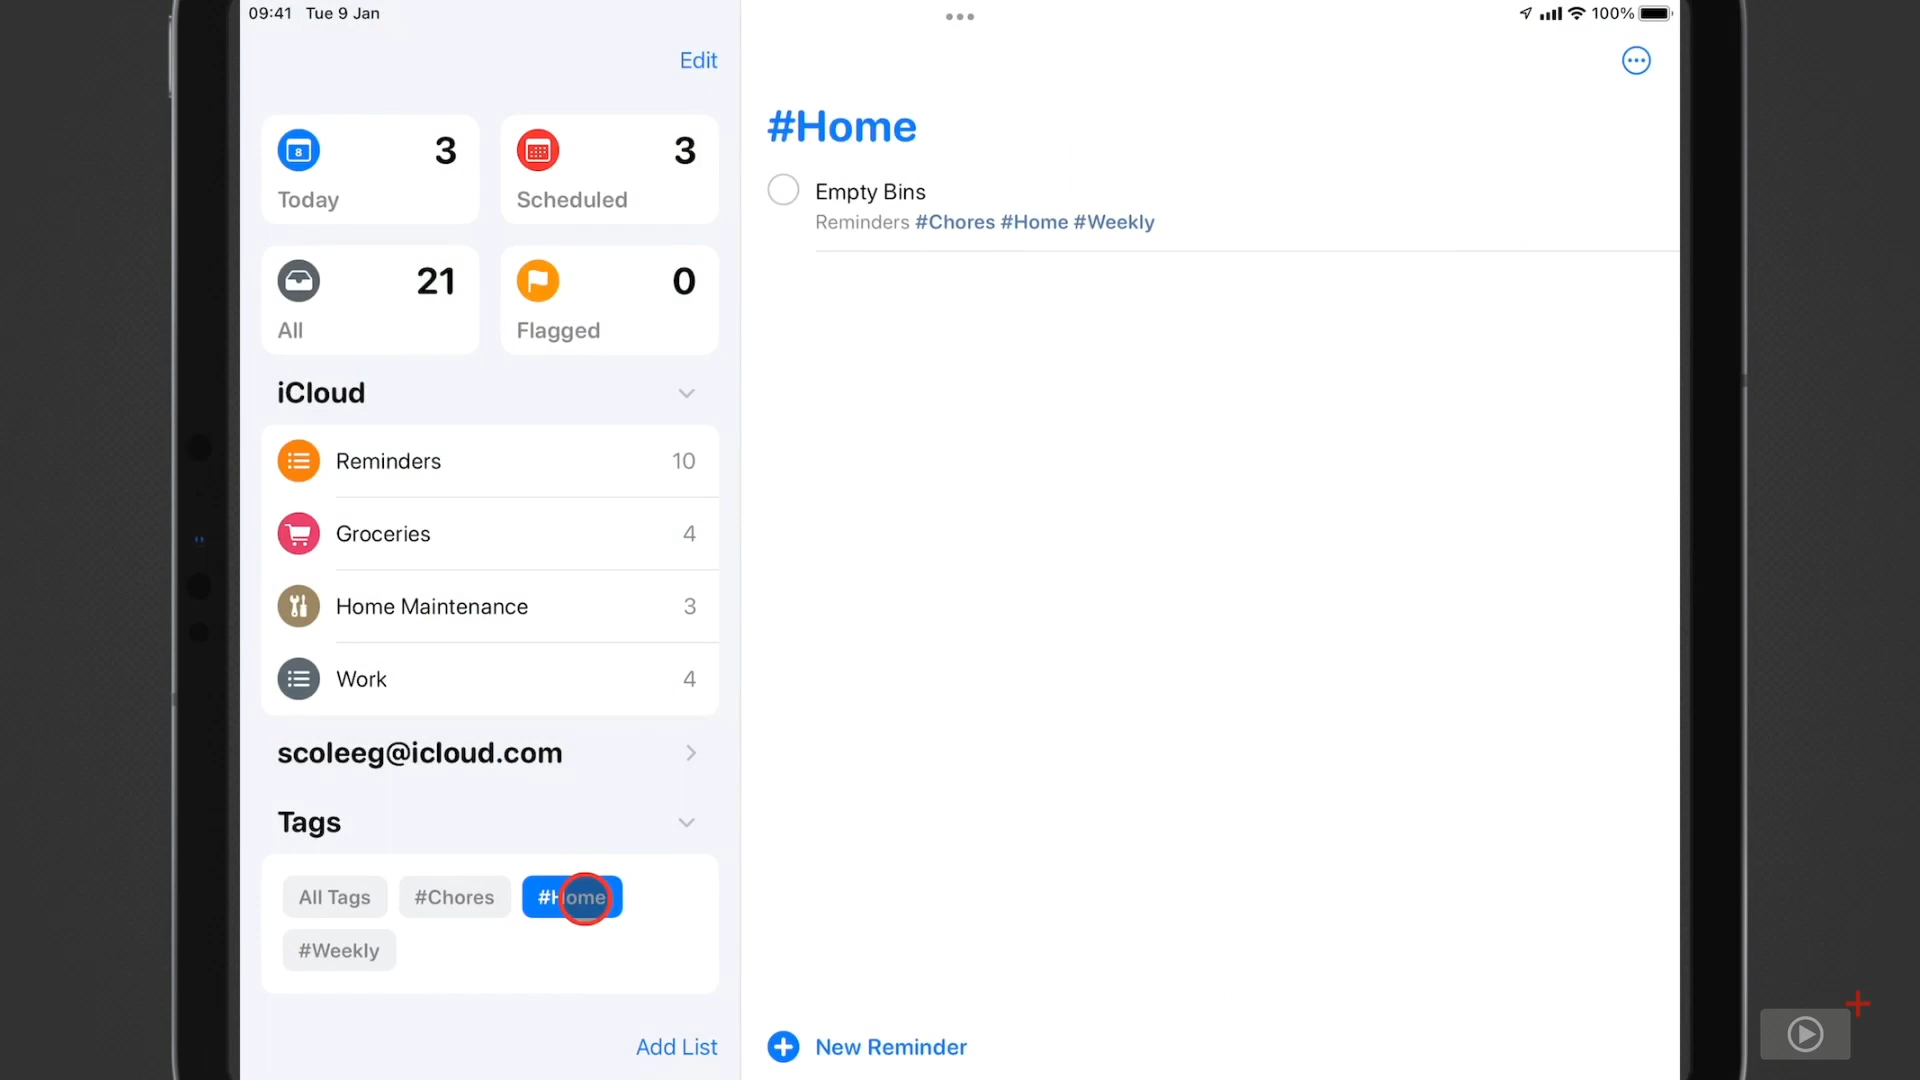 09:41 Tue 9 Jan
100%
Edit
8
3
Today
3
Scheduled
21
All
0
Flagged
iCloud
Reminders 10
Groceries 4
Home Maintenance 3
Work 4
scoleeg@icloud.com
Tags
All Tags #Chores #Home
#Weekly
Add List
#Home
Empty Bins
Reminders #Chores #Home #Weekly
New Reminder